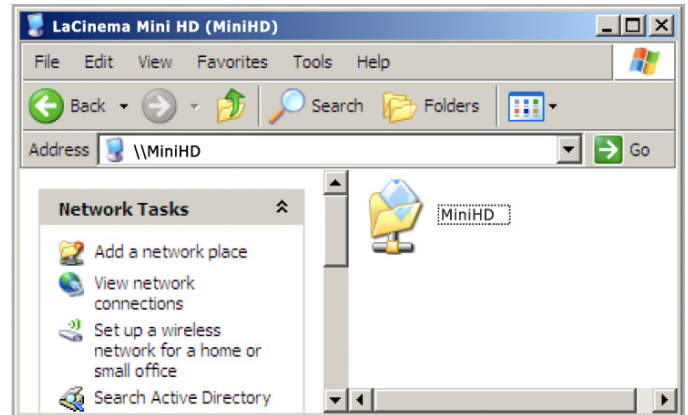 LaCinema Mini HD (MiniHD)
File Edit View Favorites Tools Help
Back Search Folders
Address \\MiniHD Go
Network Tasks
Add a network place
View network
connections
Set up a wireless
network for a home or
small office
Search Active Directory
MiniHD